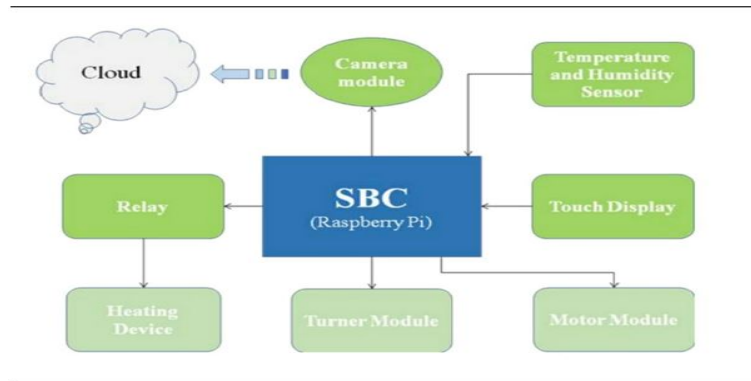 Cloud
Camera
module
Temperature
and Humidity
Sensor
Relay
SBC
(Raspberry Pi)
Touch Display
Heating
Device
Turner Module
Motor Module